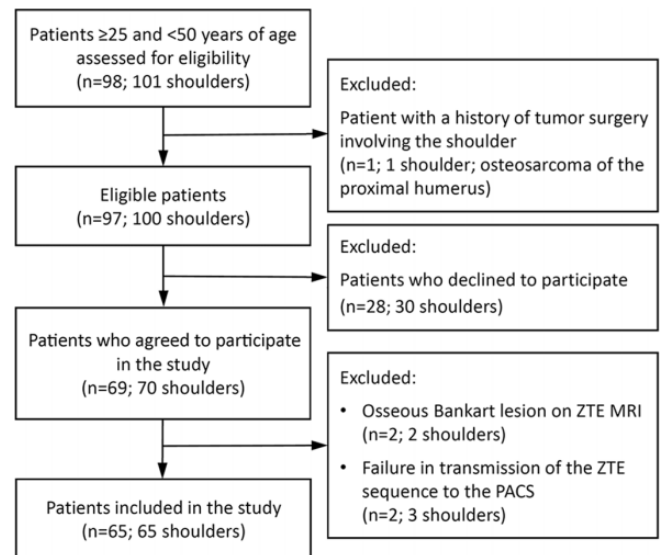 Patients ≥25 and <50 years of age
assessed for eligibility
(n=98; 101 shoulders)
Excluded:
Patient with a history of tumor surgery
involving the shoulder
(n=1; 1 shoulder; osteosarcoma of the
proximal humerus)
Eligible patients
(n=97; 100 shoulders)
Excluded:
Patients who declined to participate
(n=28; 30 shoulders)
Patients who agreed to participate
in the study
(n=69; 70 shoulders)
Excluded:
• Osseous Bankart lesion on ZTE MRI
(n=2; 2 shoulders)
• Failure in transmission of the ZTE
sequence to the PACS
(n=2; 3 shoulders)
Patients included in the study
(n=65; 65 shoulders)